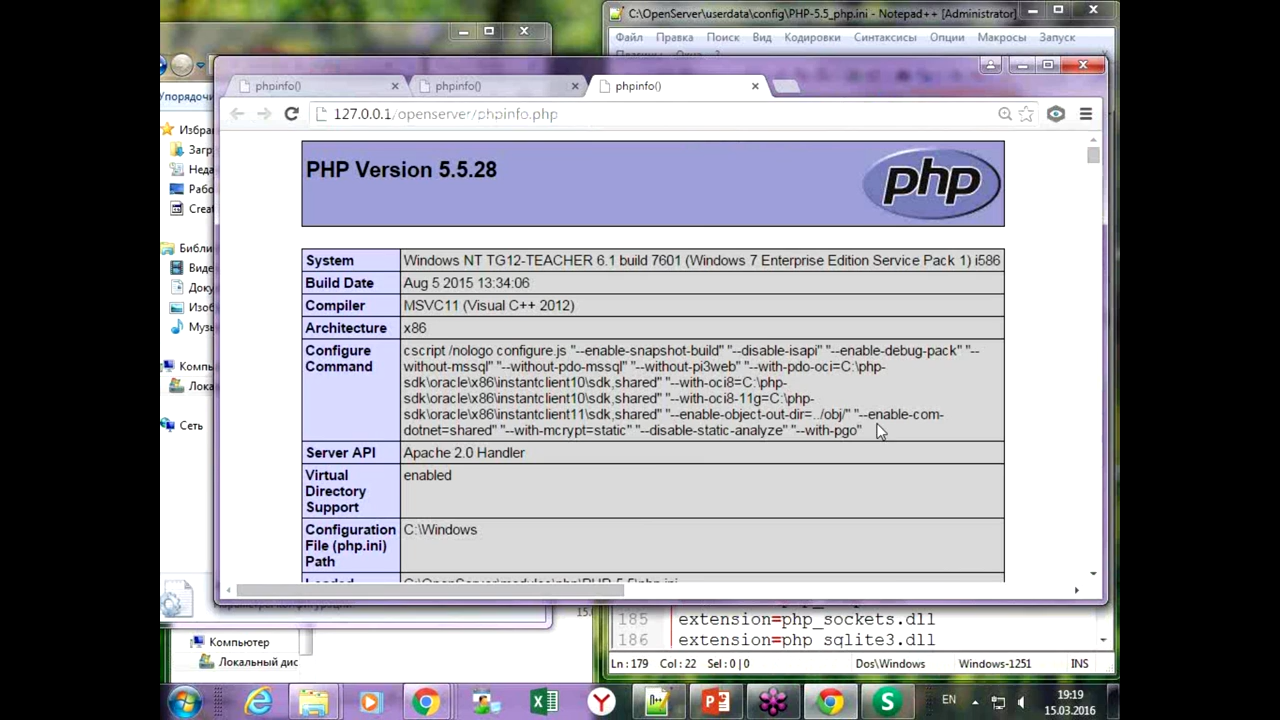 C:\OpenServer\userdata\config\PHP-5.5_php.ini - Notepad++ [Administrator]
Файл Правка Поиск Вид Кодировки Синтаксисы Опции Макросы Запуск
phpinfo() phpinfo() phpinfo()
127.0.0.1/openserver/phpinfo.php
Упорядочи
Избра
Загр
Неда
Рабо
Creat
Библи
Виде
Доку
Изоб
Музы
Компь
Лока
Сеть
PHP Version 5.5.28
php
System Windows NT TG12-TEACHER 6.1 build 7601 (Windows 7 Enterprise Edition Service Pack 1) i586
Build Date Aug 5 2015 13:34:06
Compiler MSVC11 (Visual C++ 2012)
Architecture x86
Configure Command cscript /nologo configure.js "--enable-snapshot-build" "--disable-isapi" "--enable-debug-pack" "--
without-mssql" "--without-pdo-mssql" "--without-pi3web" "--with-pdo-oci=C:\php-
sdk\oracle\x86\instantclient10\sdk,shared" "--with-oci8=C:\php-
sdk\oracle\x86\instantclient10\sdk,shared" "--with-oci8-11g=C:\php-
sdk\oracle\x86\instantclient11\sdk,shared" "--enable-object-out-dir=../obj/" "--enable-com-
dotnet=shared" "--with-mcrypt=static" "--disable-static-analyze" "--with-pgo"
Server API Apache 2.0 Handler
Virtual Directory Support enabled
Configuration File (php.ini) Path C:\Windows
Loaded C:\OpenServer\modules\php\PHP-5.5\php.ini
185 extension=php_sockets.dll
186 extension=php_sqlite3.dll
Компьютер
Локальный дис
Ln : 179 Col : 22 Sel : 0 | 0 Dos\Windows Windows-1251 INS
EN
19:19
15.03.2016